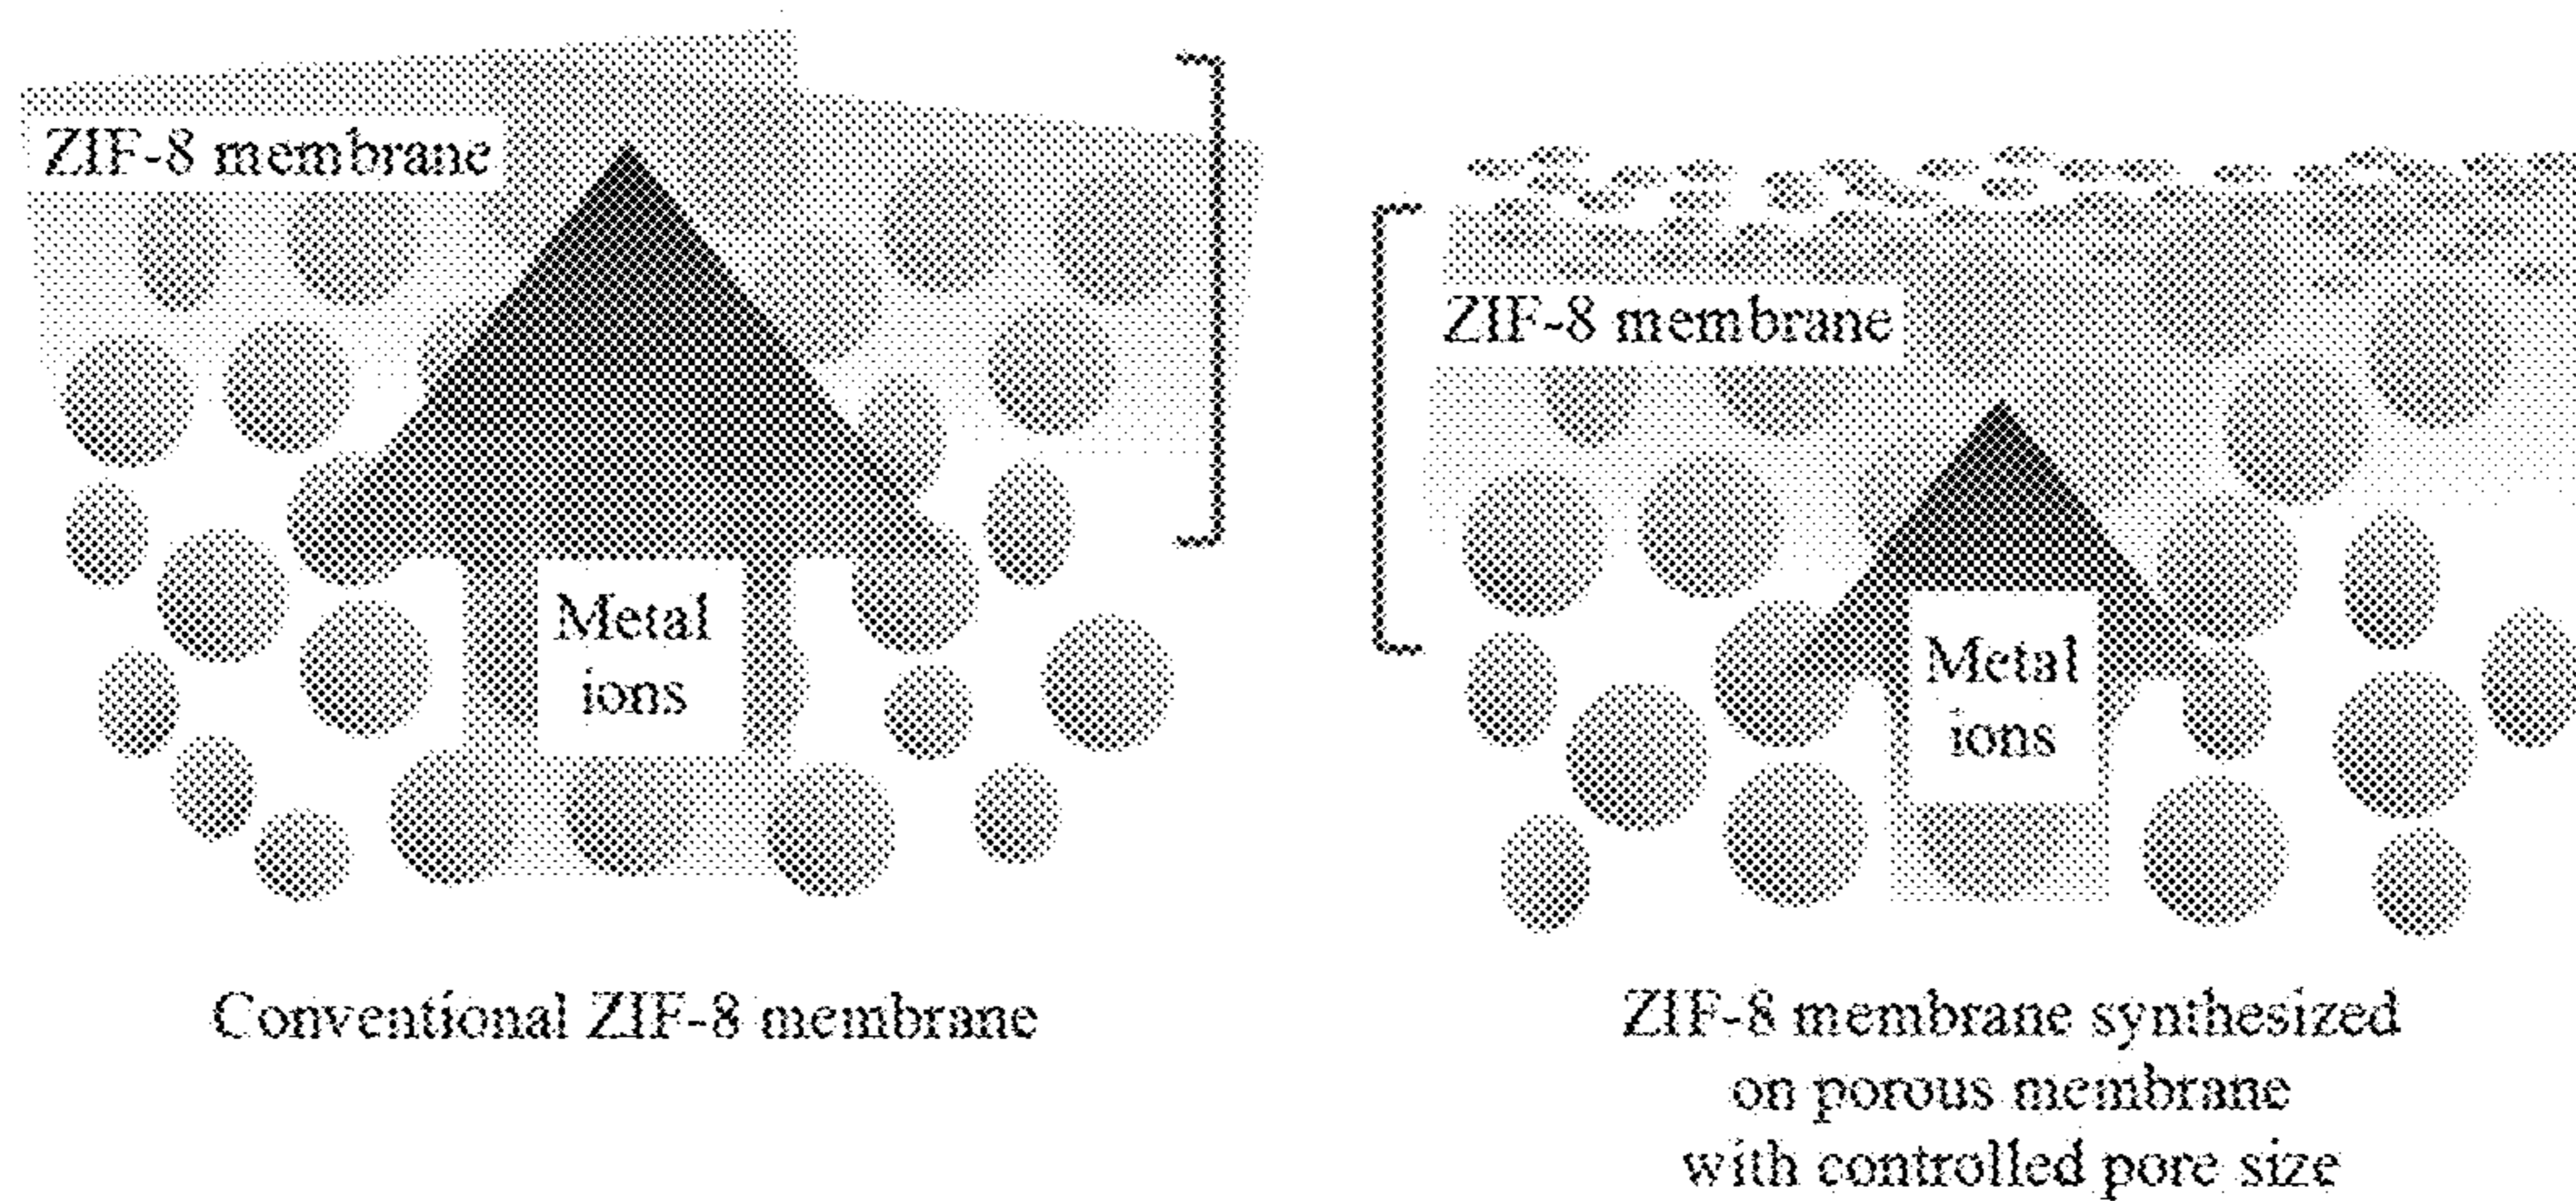 ZIF-8 membrane
Metal
ions
Conventional ZIF-8 membrane
ZIF-8 membrane
Metal
ions
ZIF-8 membrane synthesized
on porous membrane
with controlled pore size